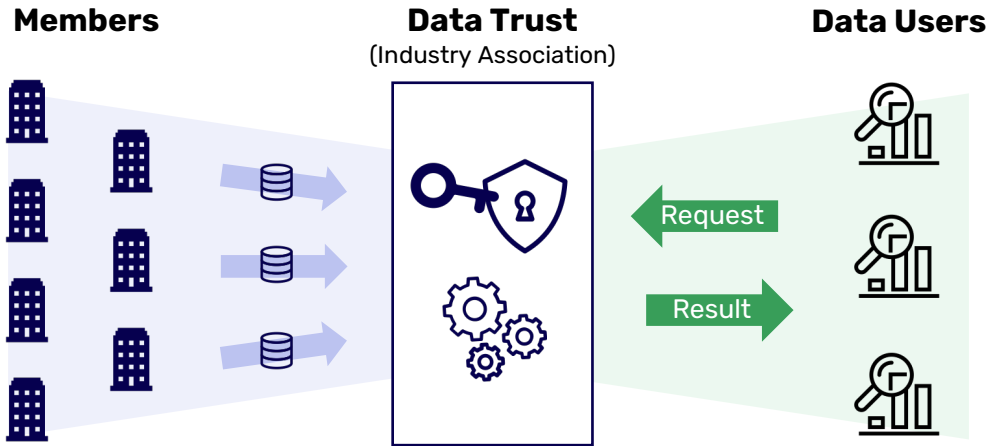 Members
Data Trust
(Industry Association)
Data Users
Request
Result